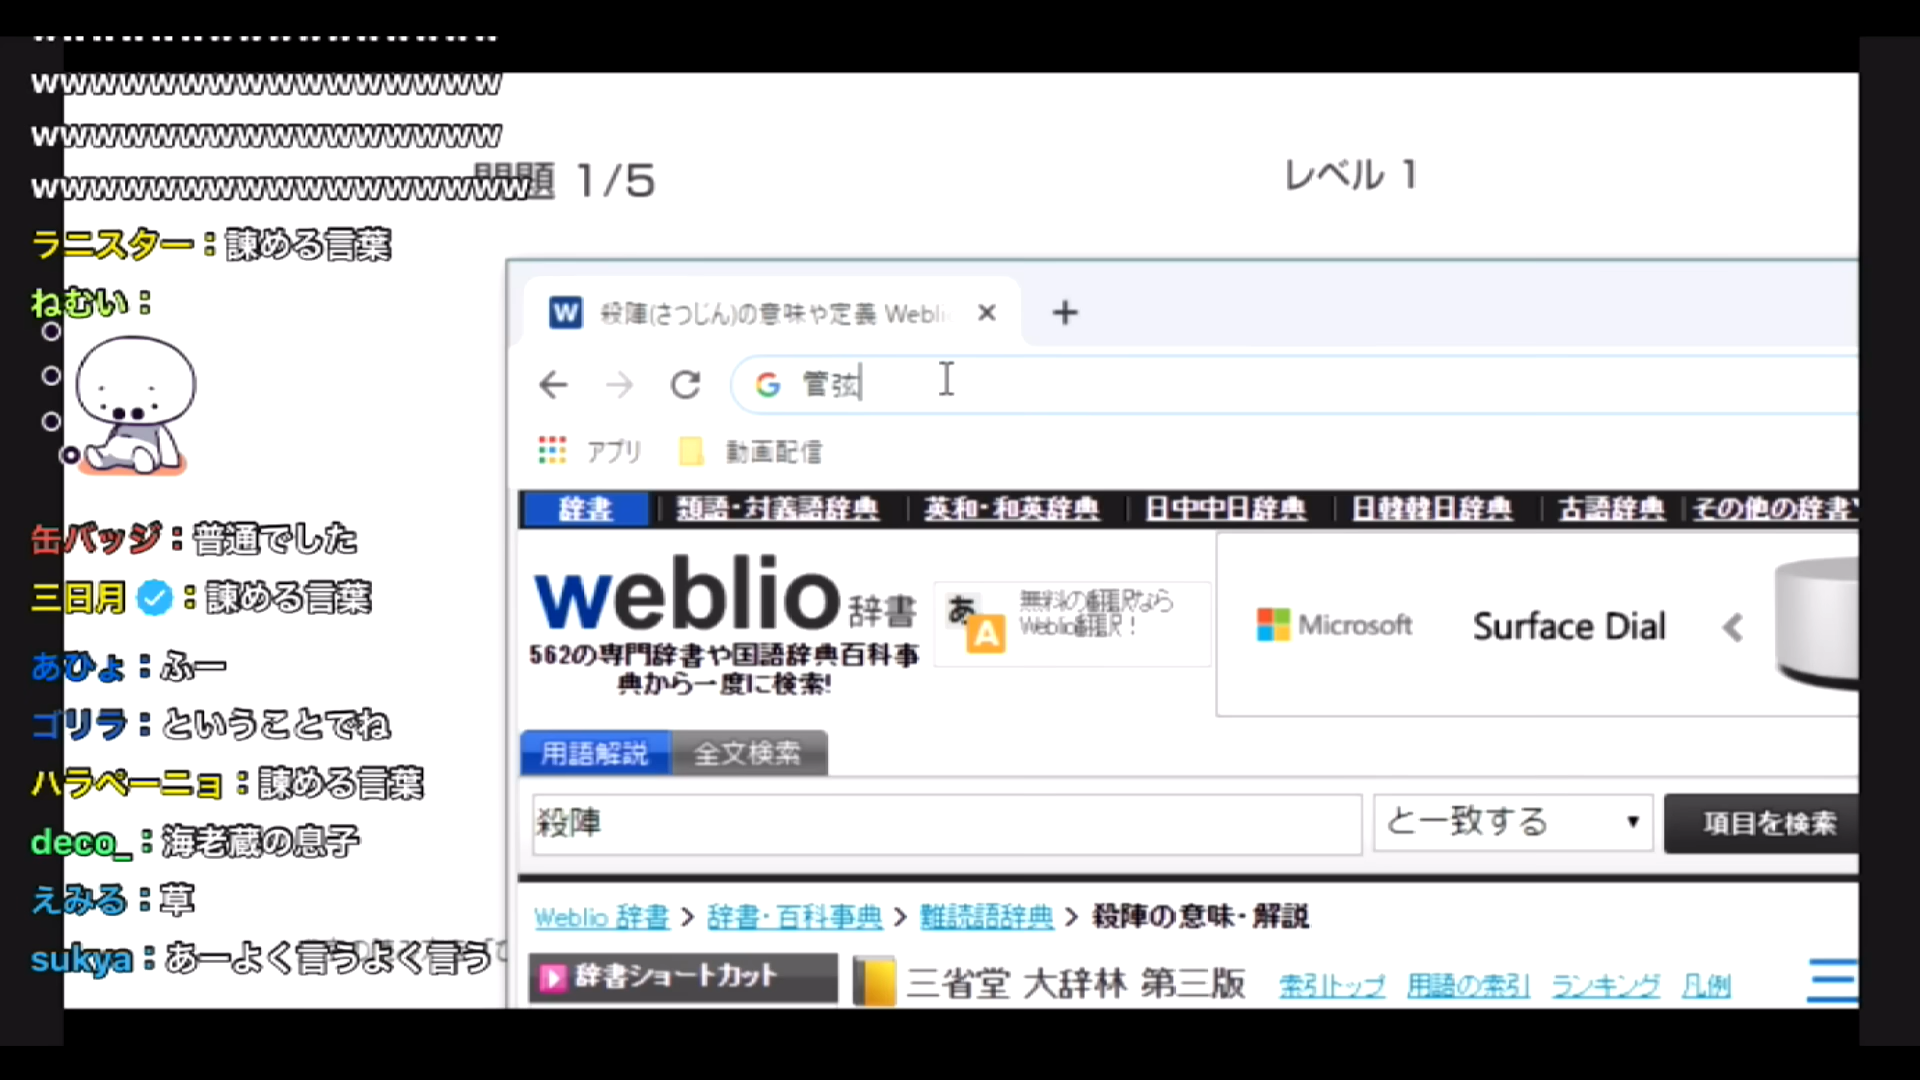 wwwwwwwwwwwwwwww
wwwwwwwwwwwwwwww
wwwwwwwwwwwwwwwww
問題 1/5
レベル 1
ラニスター：諫める言葉
ねむい：
缶バッジ：普通でした
三日月：諫める言葉
あひょ：ふー
ゴリラ：ということでね
ハラペーニョ：諫める言葉
deco_：海老蔵の息子
えみる：草
sukya：あーよく言うよく言う
殺陣(さつじん)の意味や定義 Webli
管弦
アプリ
動画配信
辞書
類語・対義語辞典
英和・和英辞典
日中中日辞典
日韓韓日辞典
古語辞典
その他の辞書
weblio 辞書
562の専門辞書や国語辞典百科事
典から一度に検索!
あ A
無料の翻訳なら
Weblio翻訳！
Microsoft
Surface Dial
用語解説
全文検索
殺陣
と一致する
項目を検索
Weblio 辞書 > 辞書・百科事典 > 難読語辞典 > 殺陣の意味・解説
辞書ショートカット
三省堂 大辞林 第三版
索引トップ
用語の索引
ランキング
凡例